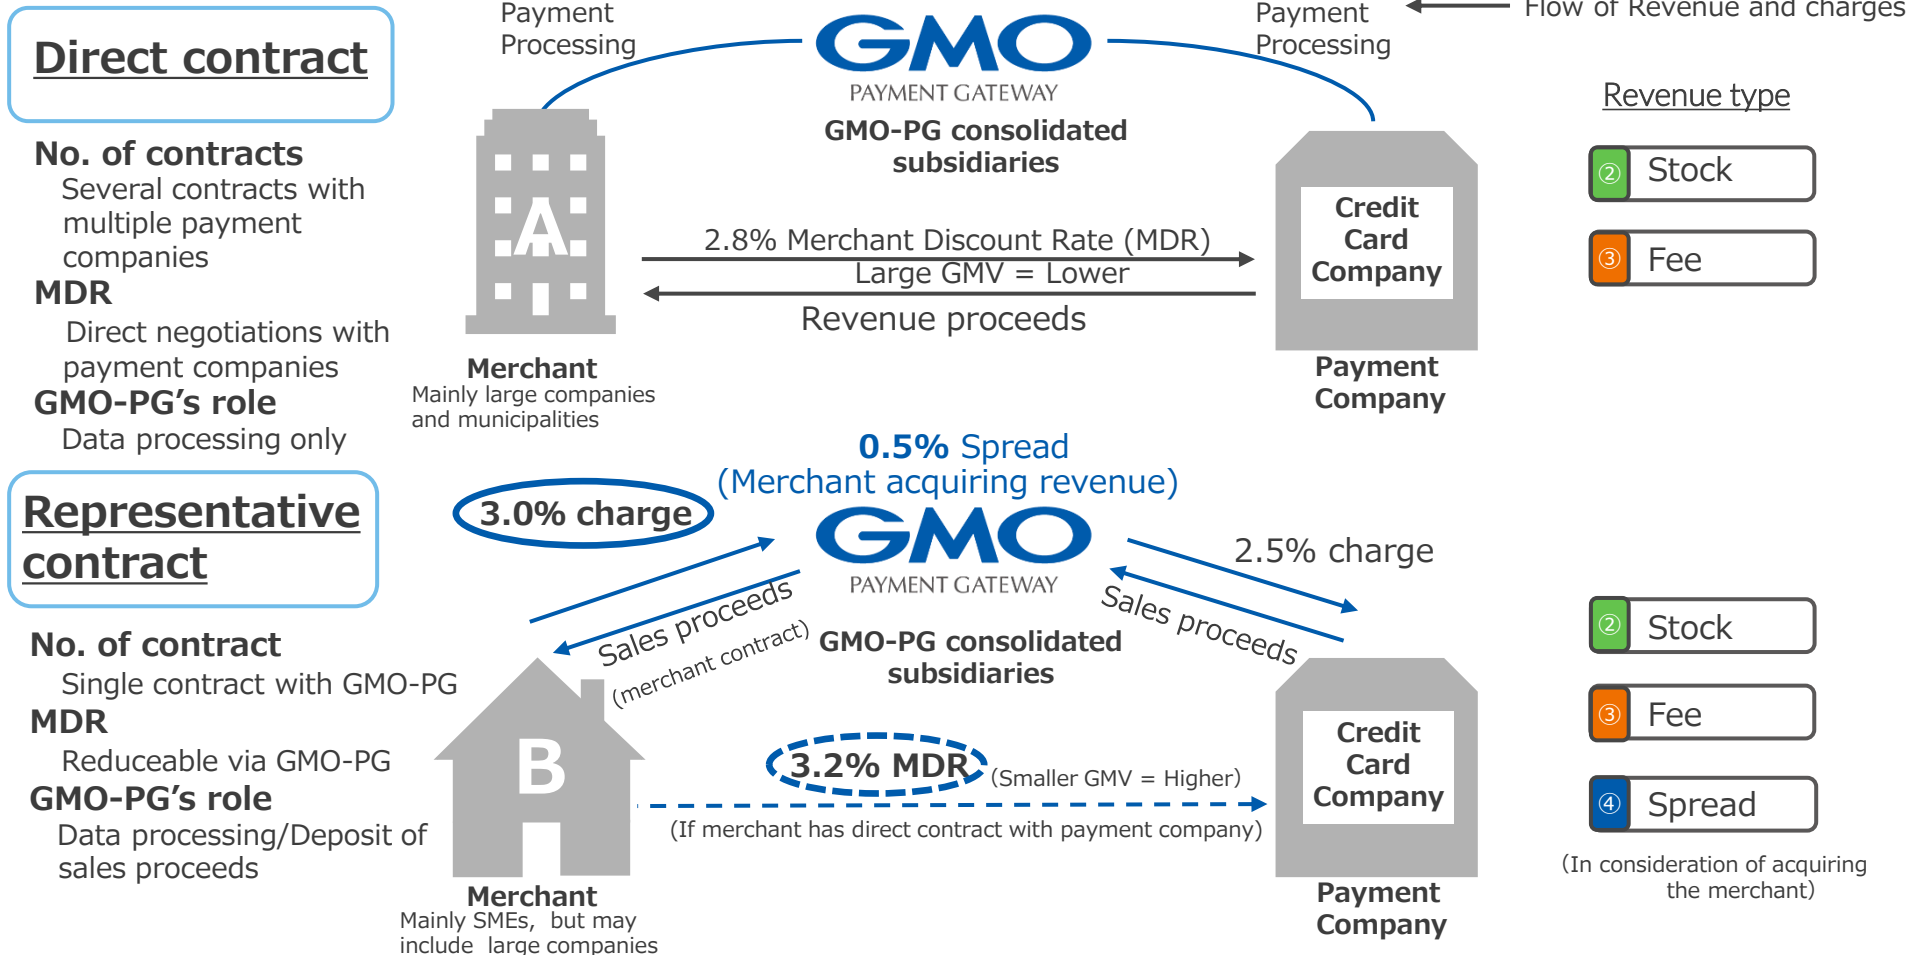 Payment
Processing
Payment
Processing
Flow of Revenue and charges
Direct contract
GMO
PAYMENT GATEWAY
GMO-PG consolidated
subsidiaries
Revenue type
② Stock
③ Fee
No. of contracts
Several contracts with
multiple payment
companies
MDR
Direct negotiations with
payment companies
GMO-PG’s role
Data processing only
A
Merchant
Mainly large companies
and municipalities
2.8% Merchant Discount Rate (MDR)
Large GMV = Lower
Revenue proceeds
Credit
Card
Company
Payment
Company
Representative
contract
0.5% Spread
(Merchant acquiring revenue)
3.0% charge
GMO
PAYMENT GATEWAY
GMO-PG consolidated
subsidiaries
2.5% charge
Sales proceeds
(merchant contract)
Sales proceeds
No. of contract
Single contract with GMO-PG
MDR
Reduceable via GMO-PG
GMO-PG’s role
Data processing/Deposit of
sales proceeds
B
Merchant
Mainly SMEs, but may
include large companies
3.2% MDR (Smaller GMV = Higher)
(If merchant has direct contract with payment company)
Credit
Card
Company
Payment
Company
② Stock
③ Fee
④ Spread
(In consideration of acquiring
the merchant)